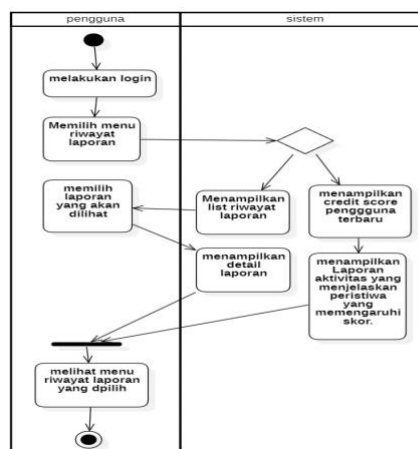 pengguna
sistem
melakukan login
Memilih menu
riwayat
laporan
memilih
laporan
yang akan
dilihat
Menampilkan
list riwayat
laporan
menampilkan
credit score
penggguna
terbaru
menampilkan
detail
laporan
menampilkan
Laporan
aktivitas yang
menjelaskan
peristiwa
yang
memengaruhi
skor.
melihat menu
riwayat laporan
yang dpilih